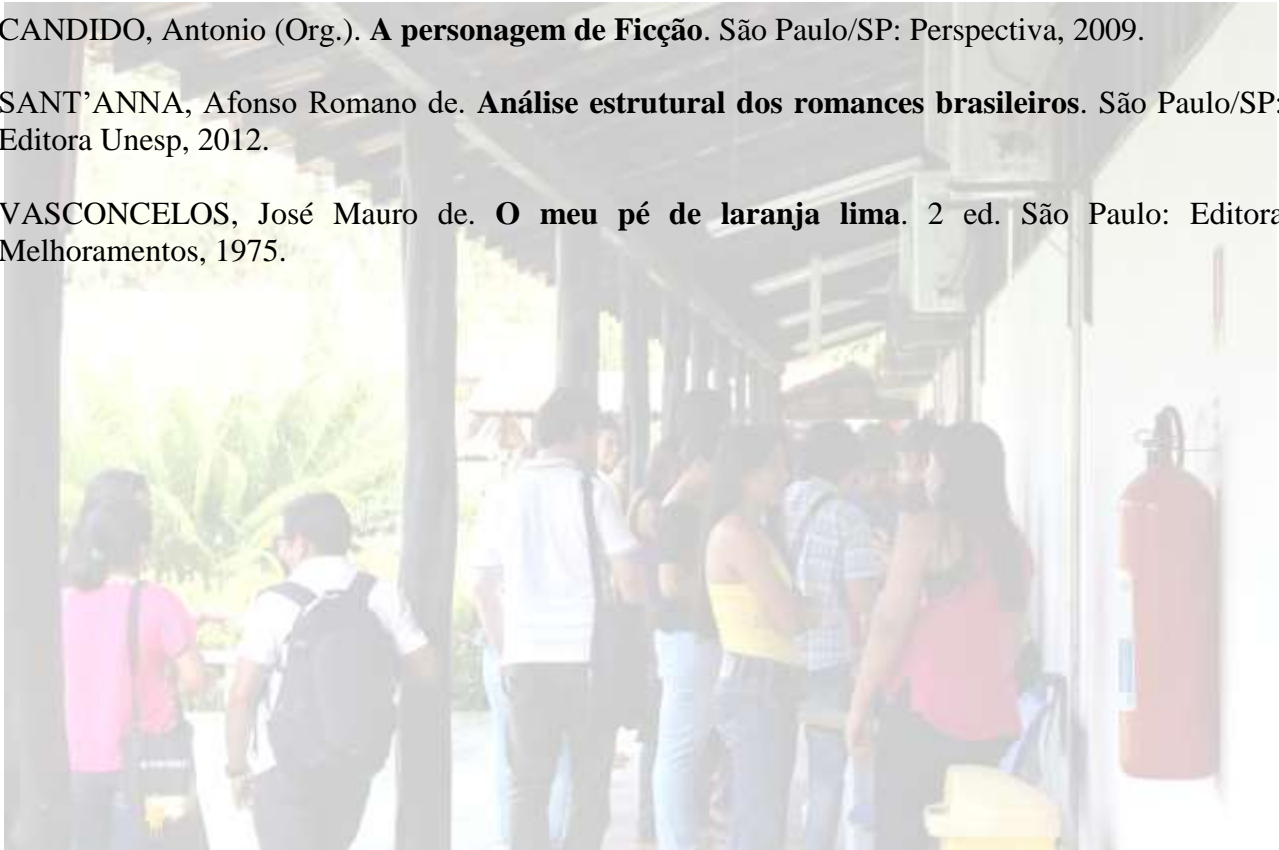 CANDIDO, Antonio (Org.). A personagem de Ficção. São Paulo/SP: Perspectiva, 2009.
SANT’ANNA, Afonso Romano de. Análise estrutural dos romances brasileiros. São Paulo/SP:
Editora Unesp, 2012.
VASCONCELOS, José Mauro de. O meu pé de laranja lima. 2 ed. São Paulo: Editora
Melhoramentos, 1975.